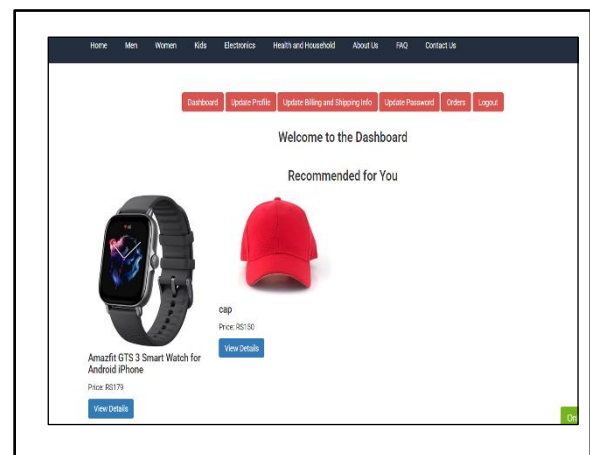 Home Men Women Kids Electronics Health and Household About Us FAQ Contact Us
Dashboard Update Profile Update Billing and Shipping Info Update Password Orders Logout
Welcome to the Dashboard
Recommended for You
cap
Price: RS150
View Details
Amazfit GTS 3 Smart Watch for
Android iPhone
Price: RS179
View Details
On